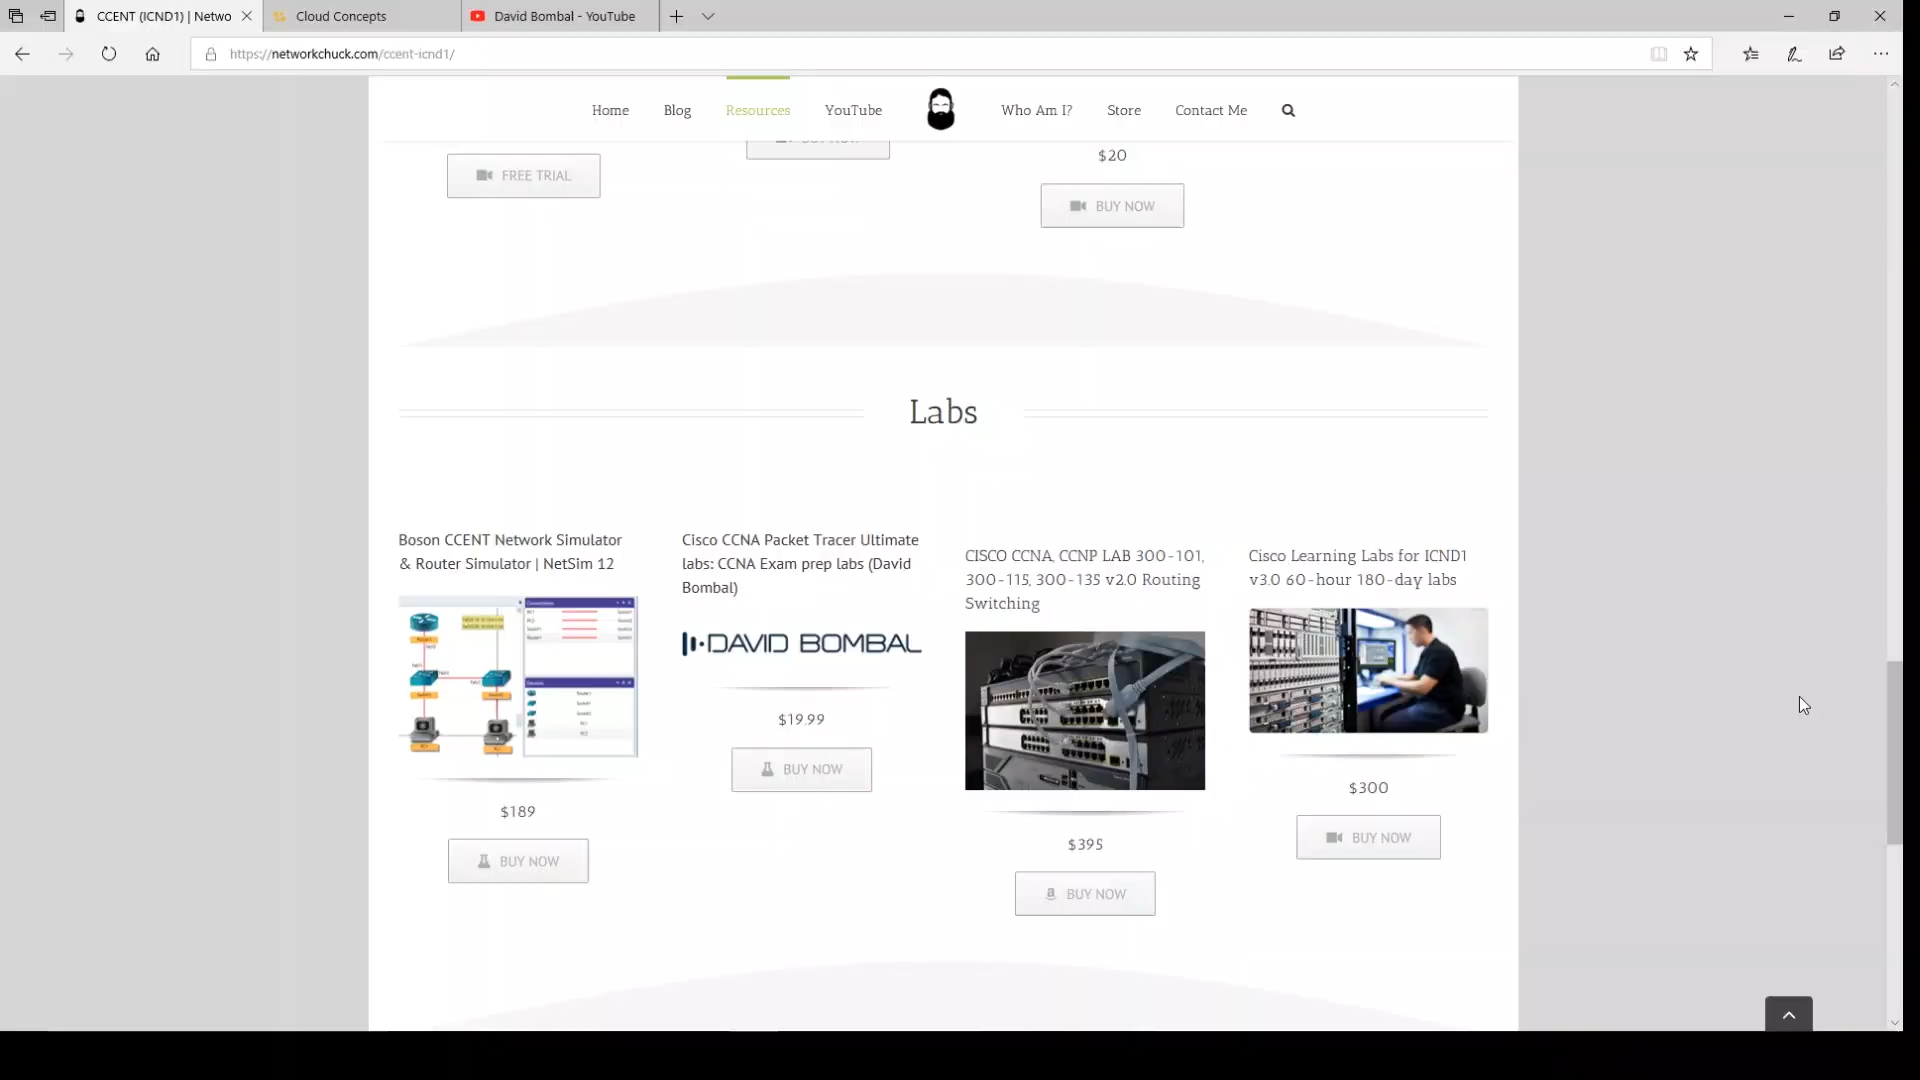 CCENT (ICND1) | Netwo
Cloud Concepts
David Bombal - YouTube
https://networkchuck.com/ccent-icnd1/
Home
Blog
Resources
YouTube
Who Am I?
Store
Contact Me
FREE TRIAL
$20
BUY NOW
Labs
Boson CCENT Network Simulator
& Router Simulator | NetSim 12
$189
BUY NOW
Cisco CCNA Packet Tracer Ultimate
labs: CCNA Exam prep labs (David
Bombal)
DAVID BOMBAL
$19.99
BUY NOW
CISCO CCNA, CCNP LAB 300-101,
300-115, 300-135 v2.0 Routing
Switching
$395
BUY NOW
Cisco Learning Labs for ICND1
v3.0 60-hour 180-day labs
$300
BUY NOW